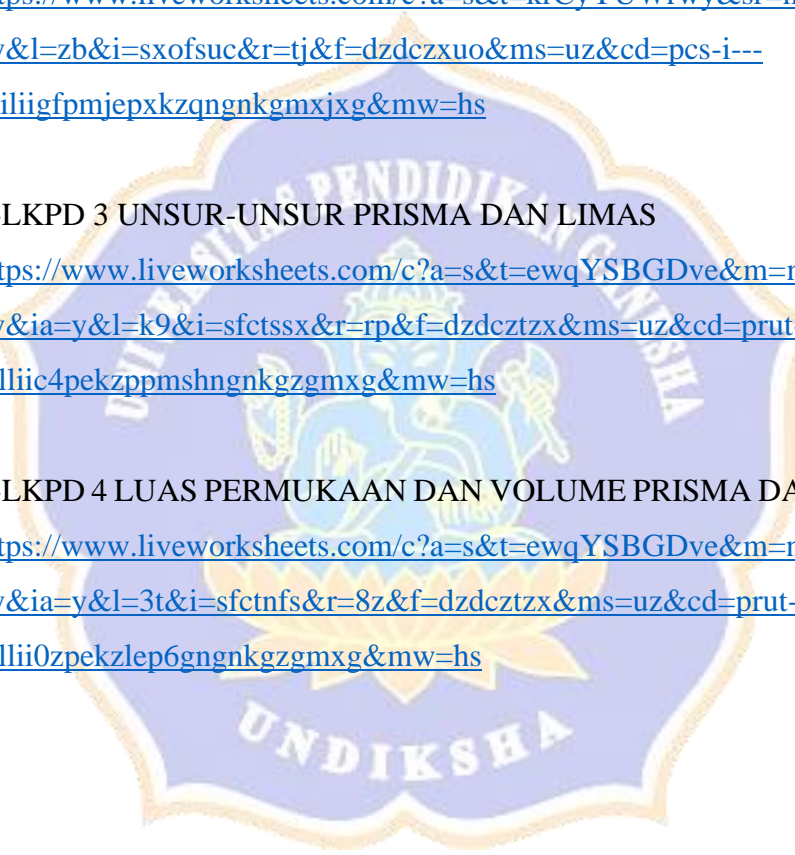 tps://www.liveworksheets.com/c?a=s&t=
y&l=zb&i=sxofsuc&r=tj&f=dzdczxuo&ms=uz&cd=pcs-i---
iliigfpmjepxkzqngnkgmxjxg&mw=hs
LKPD 3 UNSUR-UNSUR PRISMA DAN LIMAS
tps://www.liveworksheets.com/c?a=s&t=ewqYSBGDve&m=n
y&ia=y&l=k9&i=sfctssx&r=rp&f=dzdcztzx&ms=uz&cd=prut-
lliic4pekzppmshngnkgzgmxg&mw=hs
LKPD 4 LUAS PERMUKAAN DAN VOLUME PRISMA DA
tps://www.liveworksheets.com/c?a=s&t=ewqYSBGDve&m=n
y&ia=y&l=3t&i=sfctnfs&r=8z&f=dzdcztzx&ms=uz&cd=prut-
llii0zpekzlep6gngnkgzgmxg&mw=hs
UNIVERSITAS PENDIDIKAN GANESHA
UNDIKSHA